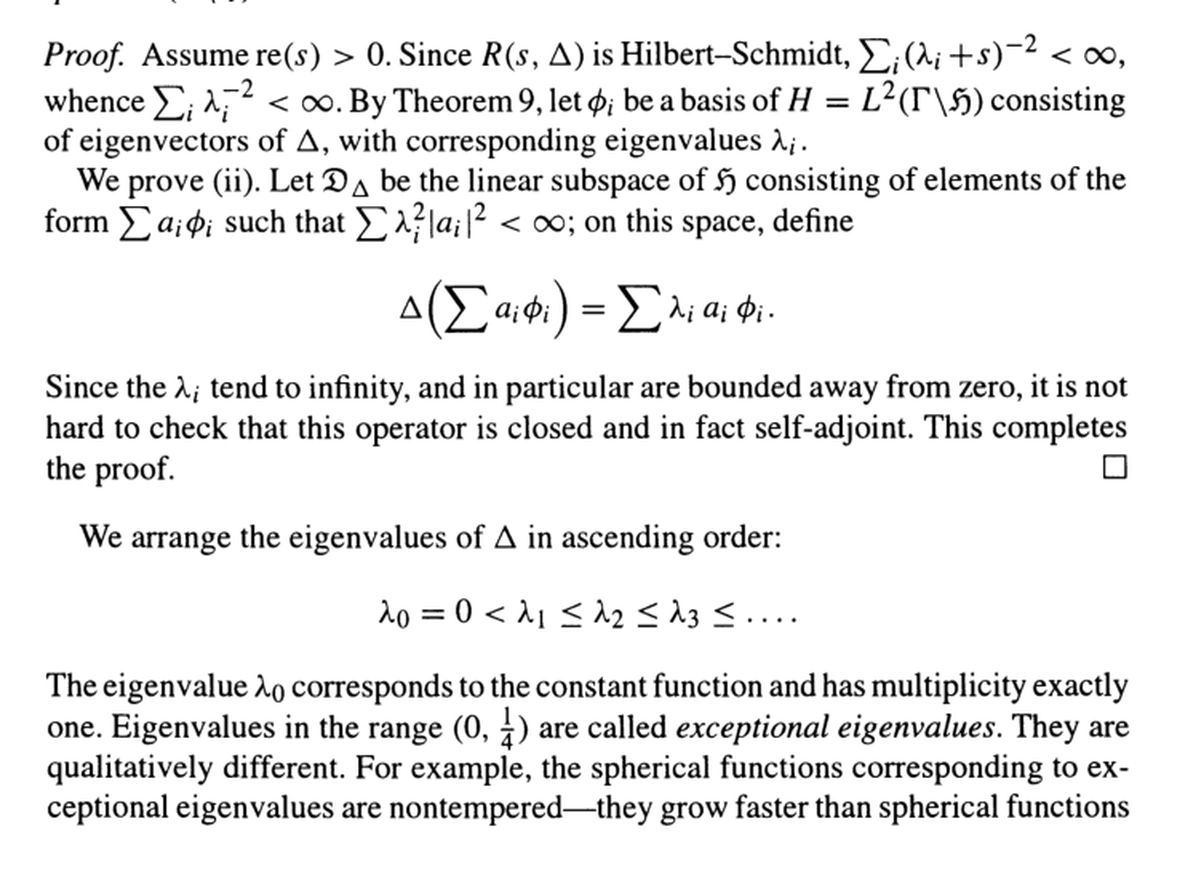 Proof. Assume re(s) > 0. Since R(s, Δ) is Hilbert–Schmidt, ∑ᵢ(λᵢ+s)⁻² < ∞,
whence ∑ᵢ λᵢ⁻² < ∞. By Theorem 9, let ϕᵢ be a basis of H = L²(Γ\ℌ) consisting
of eigenvectors of Δ, with corresponding eigenvalues λᵢ.
We prove (ii). Let 𝔇_Δ be the linear subspace of ℌ consisting of elements of the
form ∑ aᵢϕᵢ such that ∑ λᵢ²|aᵢ|² < ∞; on this space, define
Δ(∑ aᵢϕᵢ) = ∑ λᵢ aᵢ ϕᵢ.
Since the λᵢ tend to infinity, and in particular are bounded away from zero, it is not
hard to check that this operator is closed and in fact self-adjoint. This completes
the proof. □
We arrange the eigenvalues of Δ in ascending order:
λ₀ = 0 < λ₁ ≤ λ₂ ≤ λ₃ ≤ ....
The eigenvalue λ₀ corresponds to the constant function and has multiplicity exactly
one. Eigenvalues in the range (0, ¼) are called exceptional eigenvalues. They are
qualitatively different. For example, the spherical functions corresponding to ex-
ceptional eigenvalues are nontempered—they grow faster than spherical functions